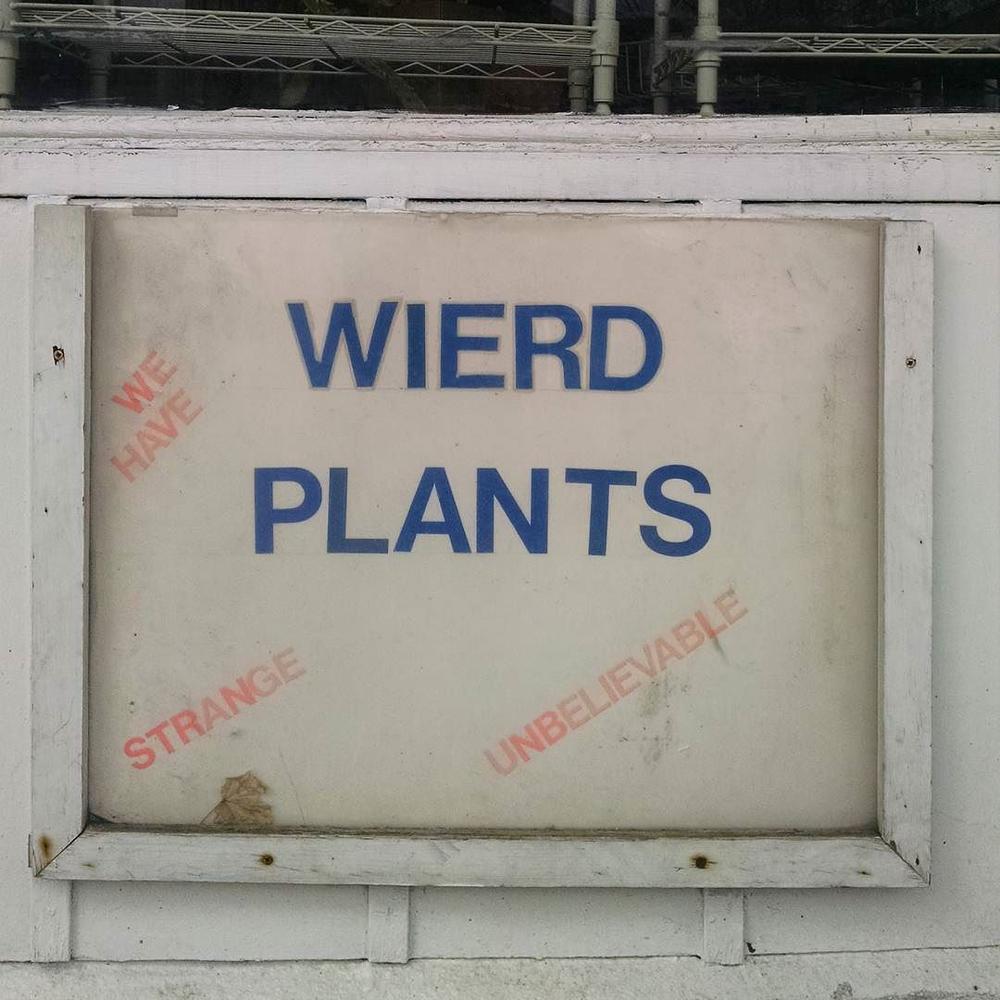 WE
HAVE
WIERD
PLANTS
STRANGE
UNBELIEVABLE